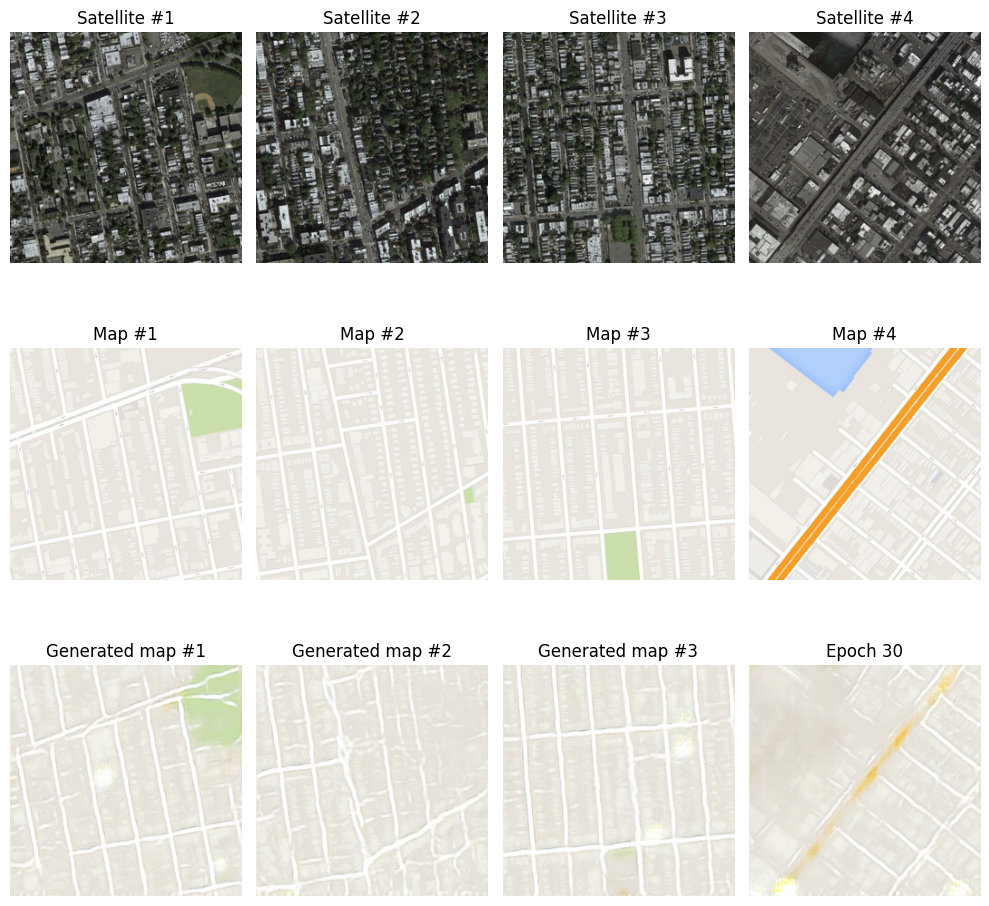 Satellite #1
Satellite #2
Satellite #3
Satellite #4
Map #1
Map #2
Map #3
Map #4
Generated map #1
Generated map #2
Generated map #3
Epoch 30